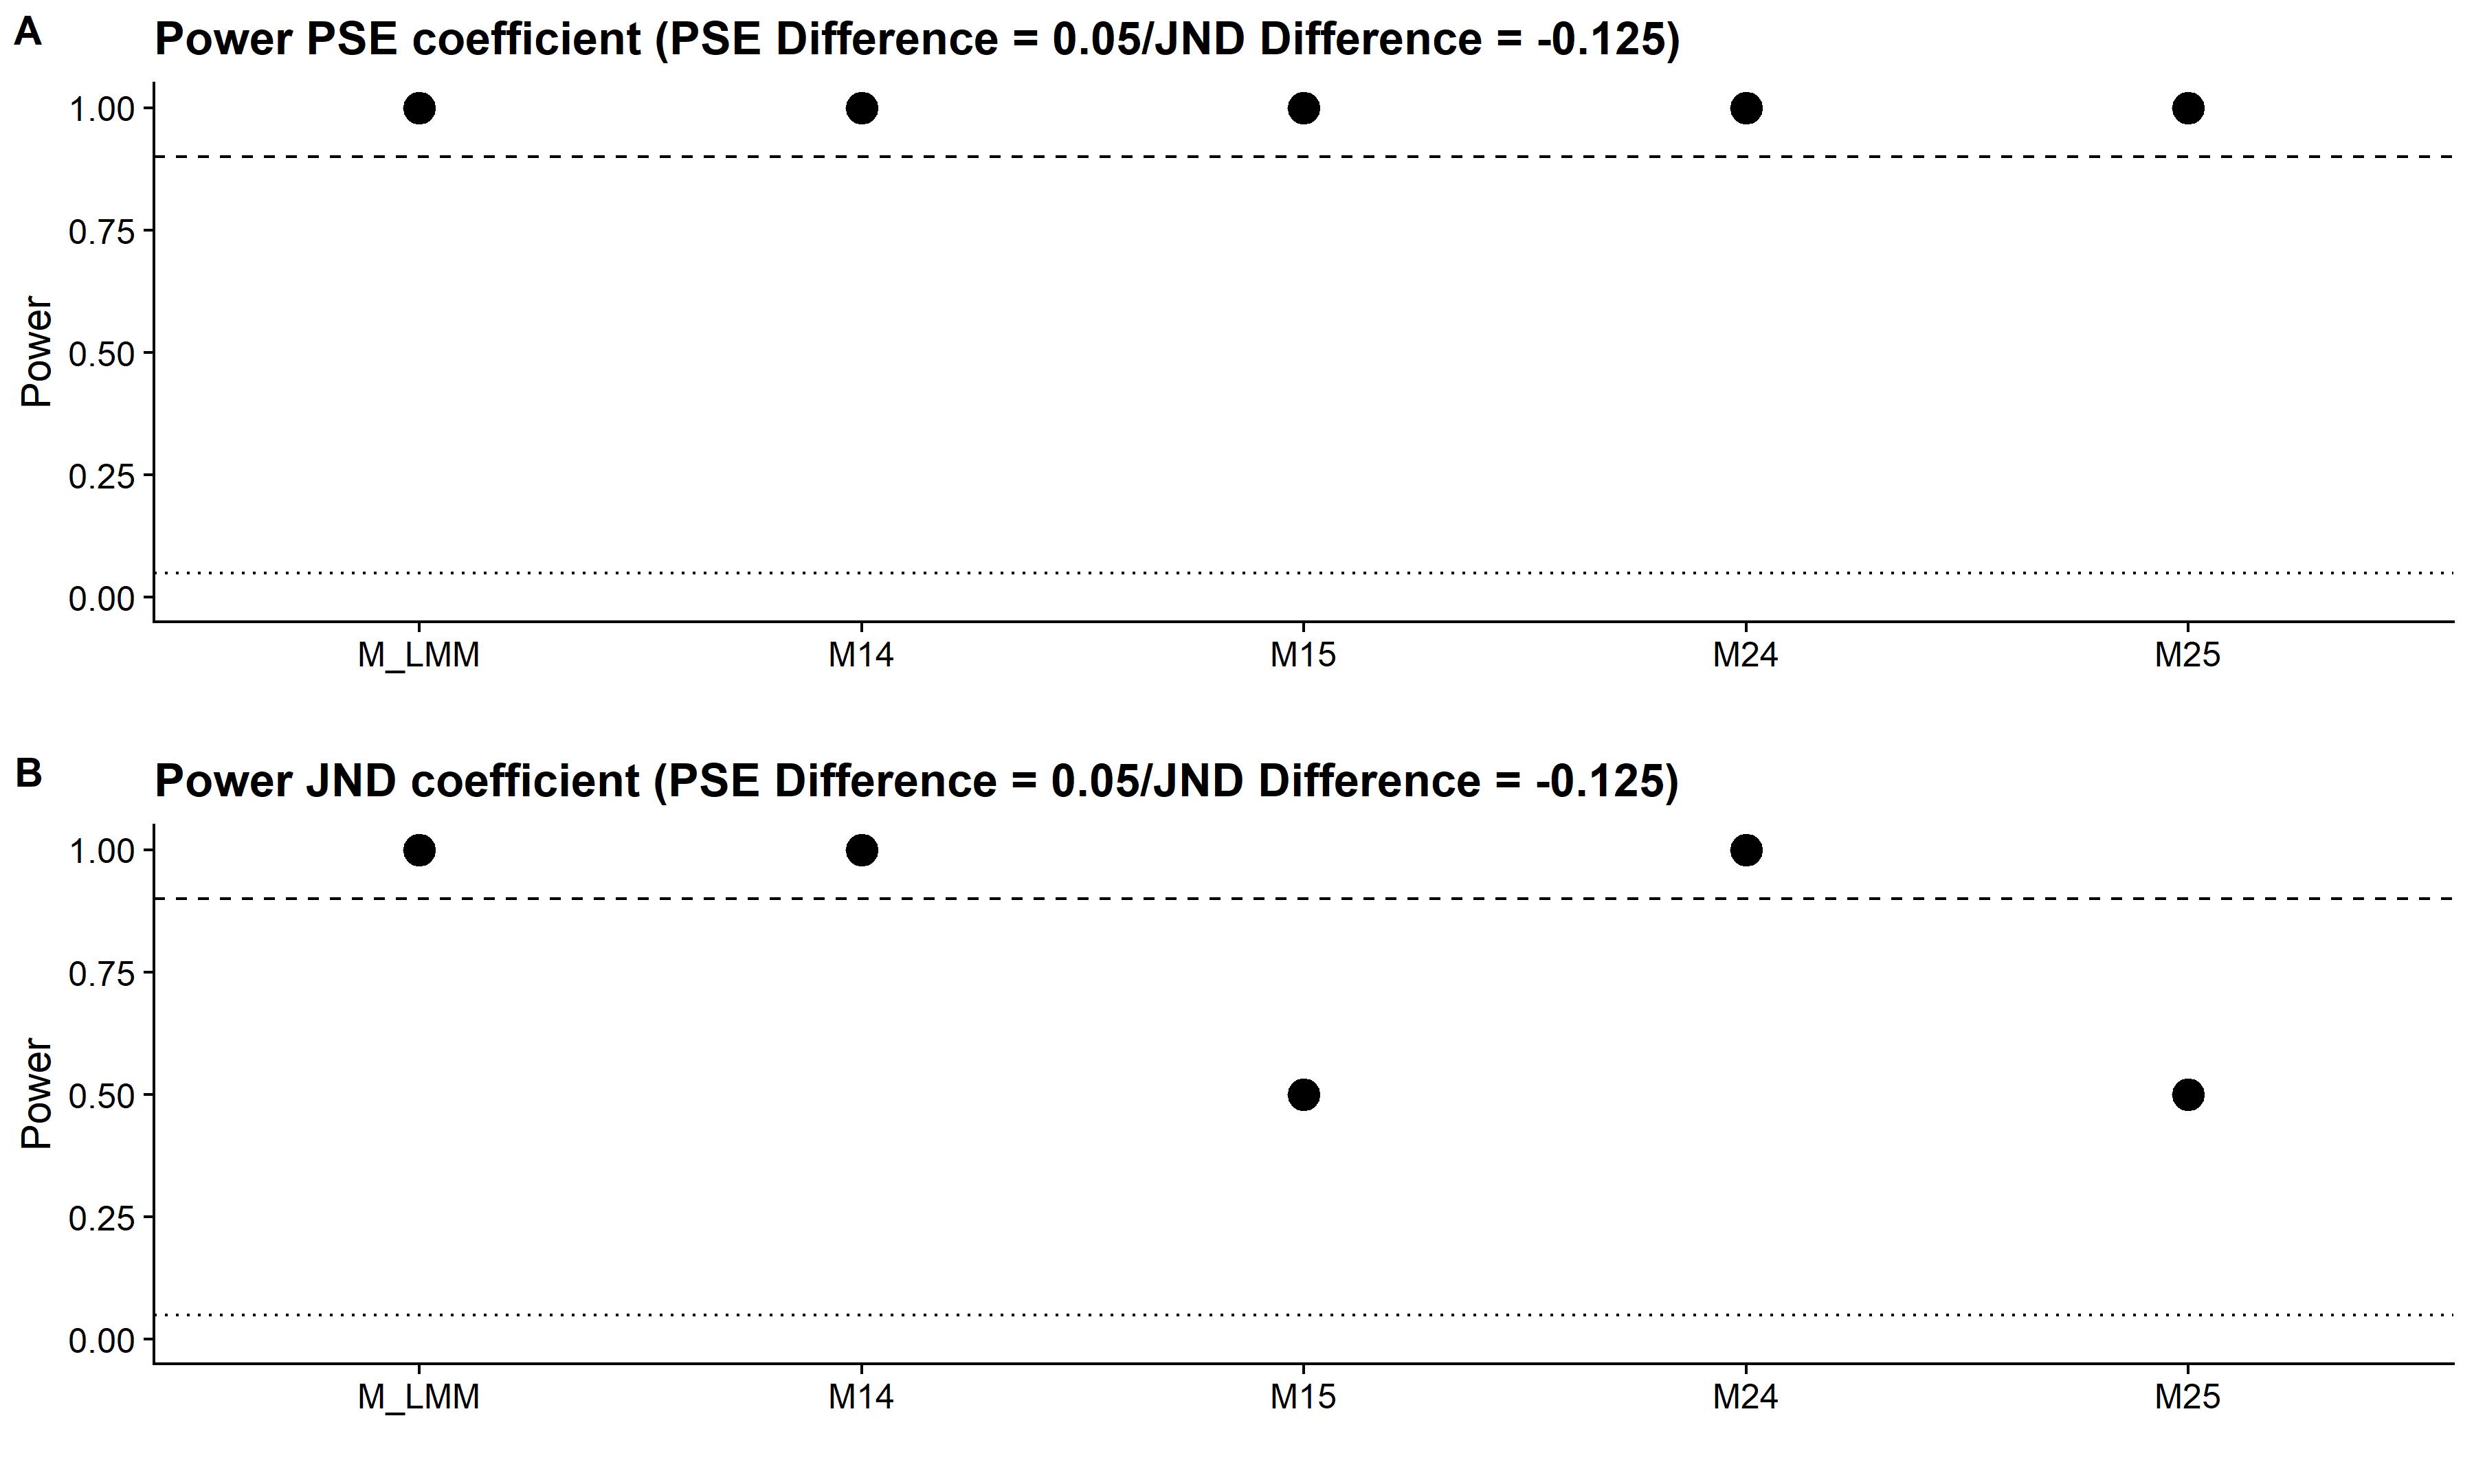 A
Power PSE coefficient (PSE Difference = 0.05/JND Difference = -0.125)
Power
1.00
0.75
0.50
0.25
0.00
M_LMM M14 M15 M24 M25
B
Power JND coefficient (PSE Difference = 0.05/JND Difference = -0.125)
Power
1.00
0.75
0.50
0.25
0.00
M_LMM M14 M15 M24 M25